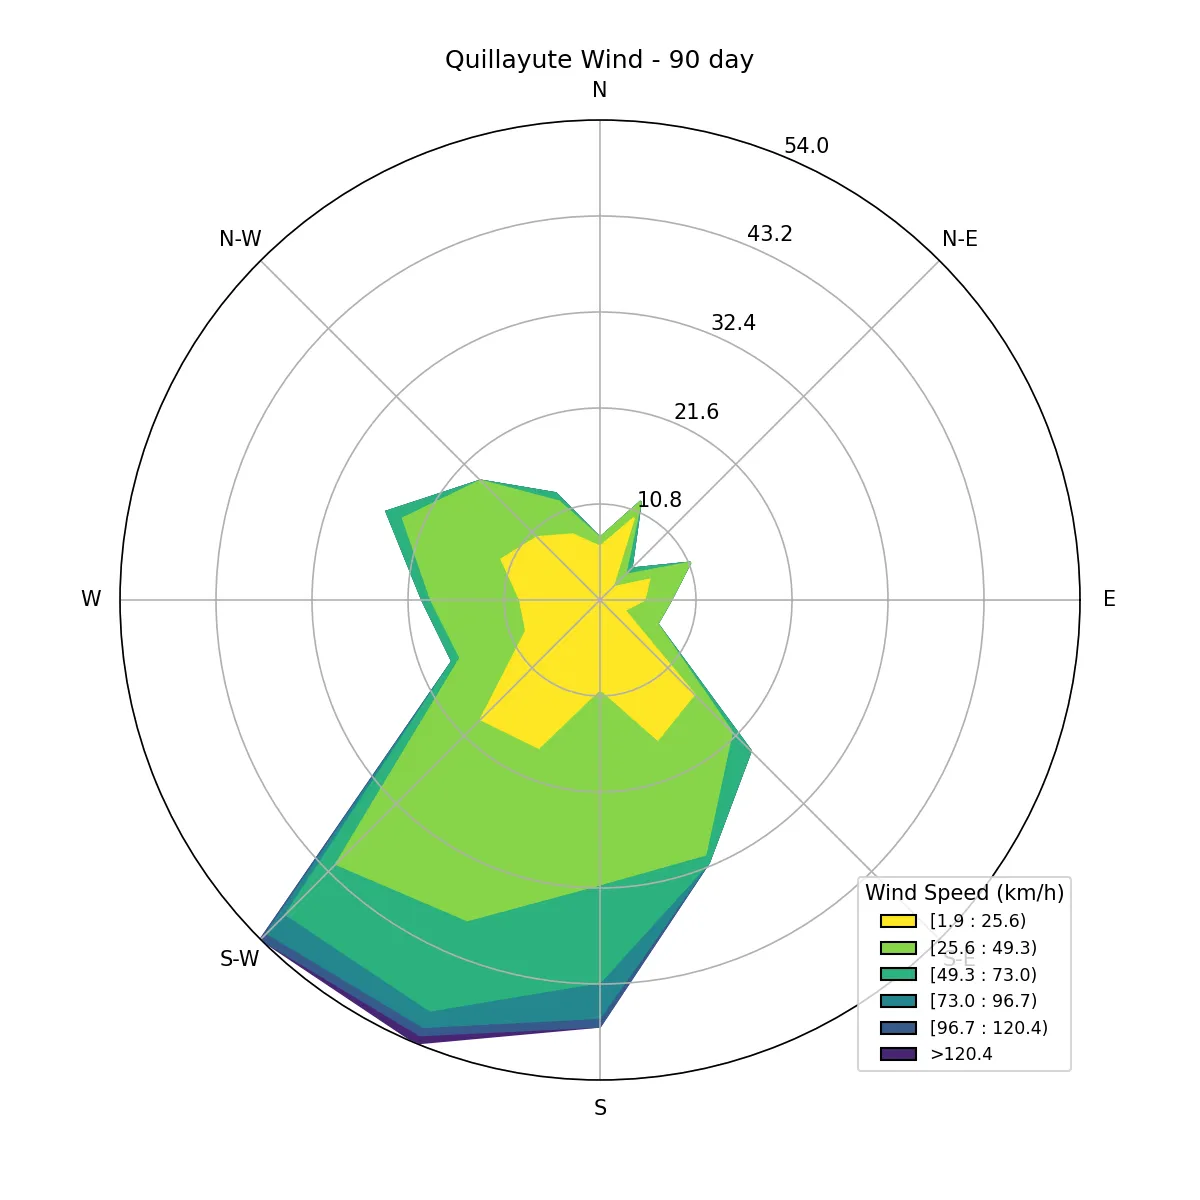 Quillayute Wind - 90 day
N
54.0
N-W
43.2
N-E
32.4
21.6
10.8
W
E
S-W
S-E
S
Wind Speed (km/h)
[1.9 : 25.6)
[25.6 : 49.3)
[49.3 : 73.0)
[73.0 : 96.7)
[96.7 : 120.4)
>120.4